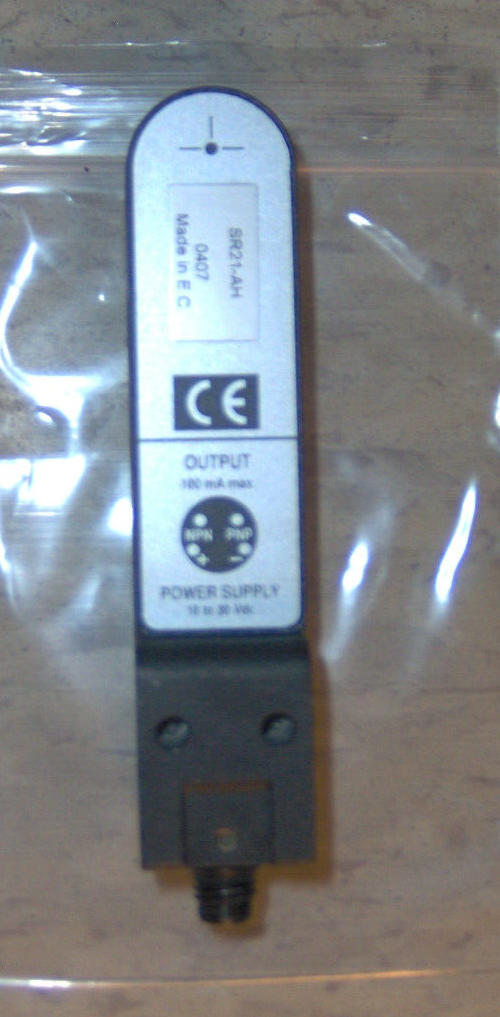 SR21-AH
0407
Made in E C
CE
OUTPUT
100 mA max
NPN PNP
+ −
POWER SUPPLY
10 to 30 Vdc